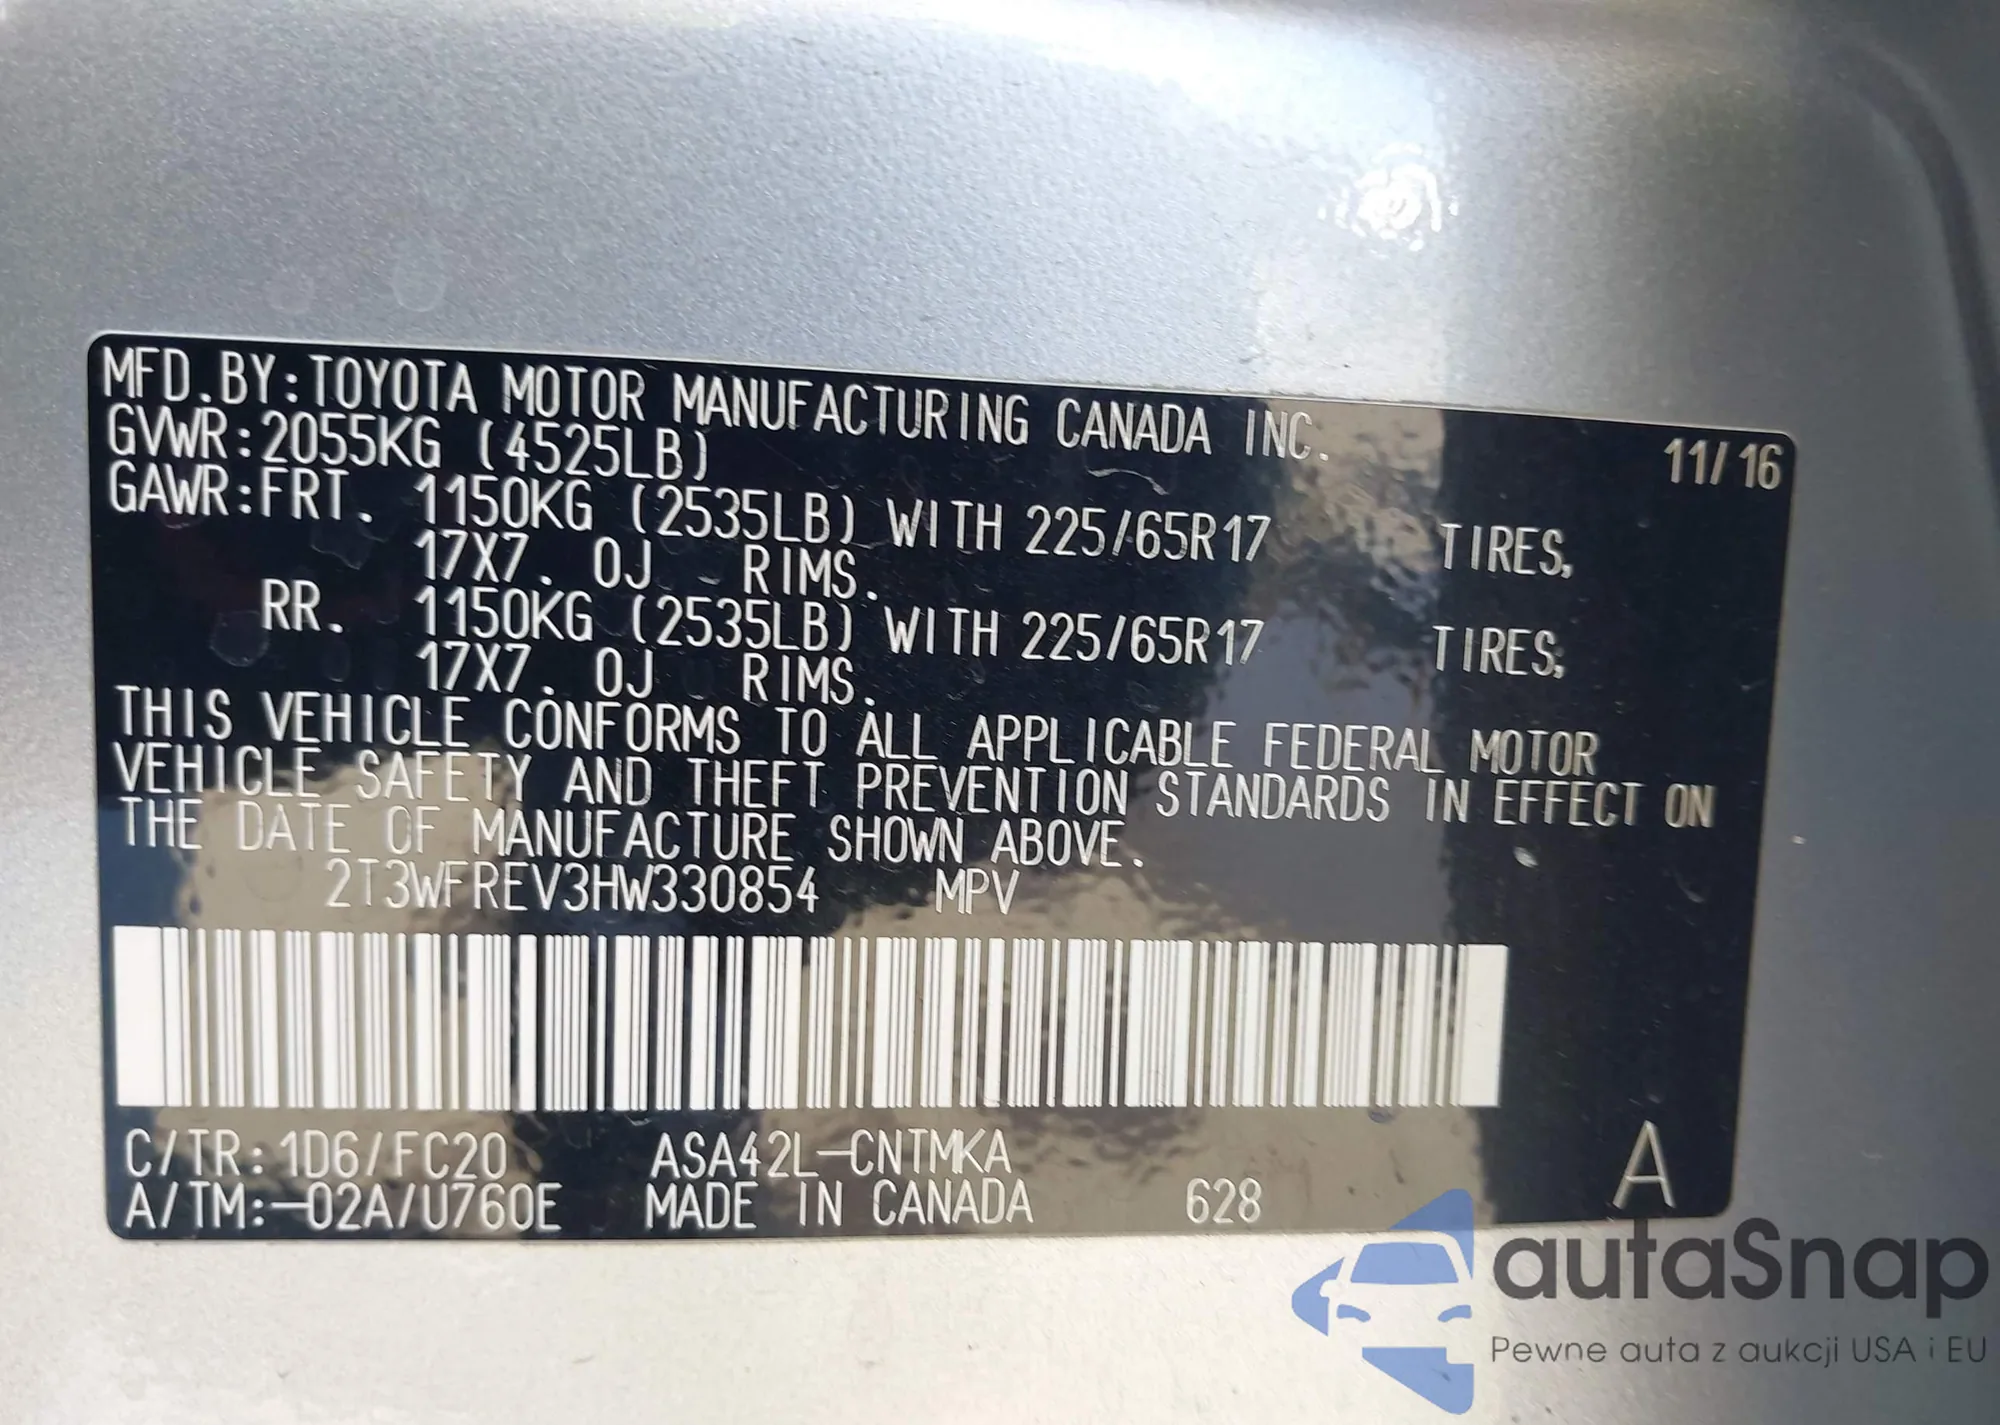 MFD.BY:TOYOTA MOTOR MANUFACTURING CANADA INC. 11/16
GVWR:2055KG (4525LB)
GAWR:FRT. 1150KG (2535LB) WITH 225/65R17 TIRES,
17X7. 0J RIMS.
RR. 1150KG (2535LB) WITH 225/65R17 TIRES,
17X7. 0J RIMS.
THIS VEHICLE CONFORMS TO ALL APPLICABLE FEDERAL MOTOR
VEHICLE SAFETY AND THEFT PREVENTION STANDARDS IN EFFECT ON
THE DATE OF MANUFACTURE SHOWN ABOVE.
2T3WFREV3HW330854 MPV
C/TR:1D6/FC20 ASA42L-CNTMKA A
A/TM:-02A/U760E MADE IN CANADA 628
autaSnap
Pewne auta z aukcji USA i EU